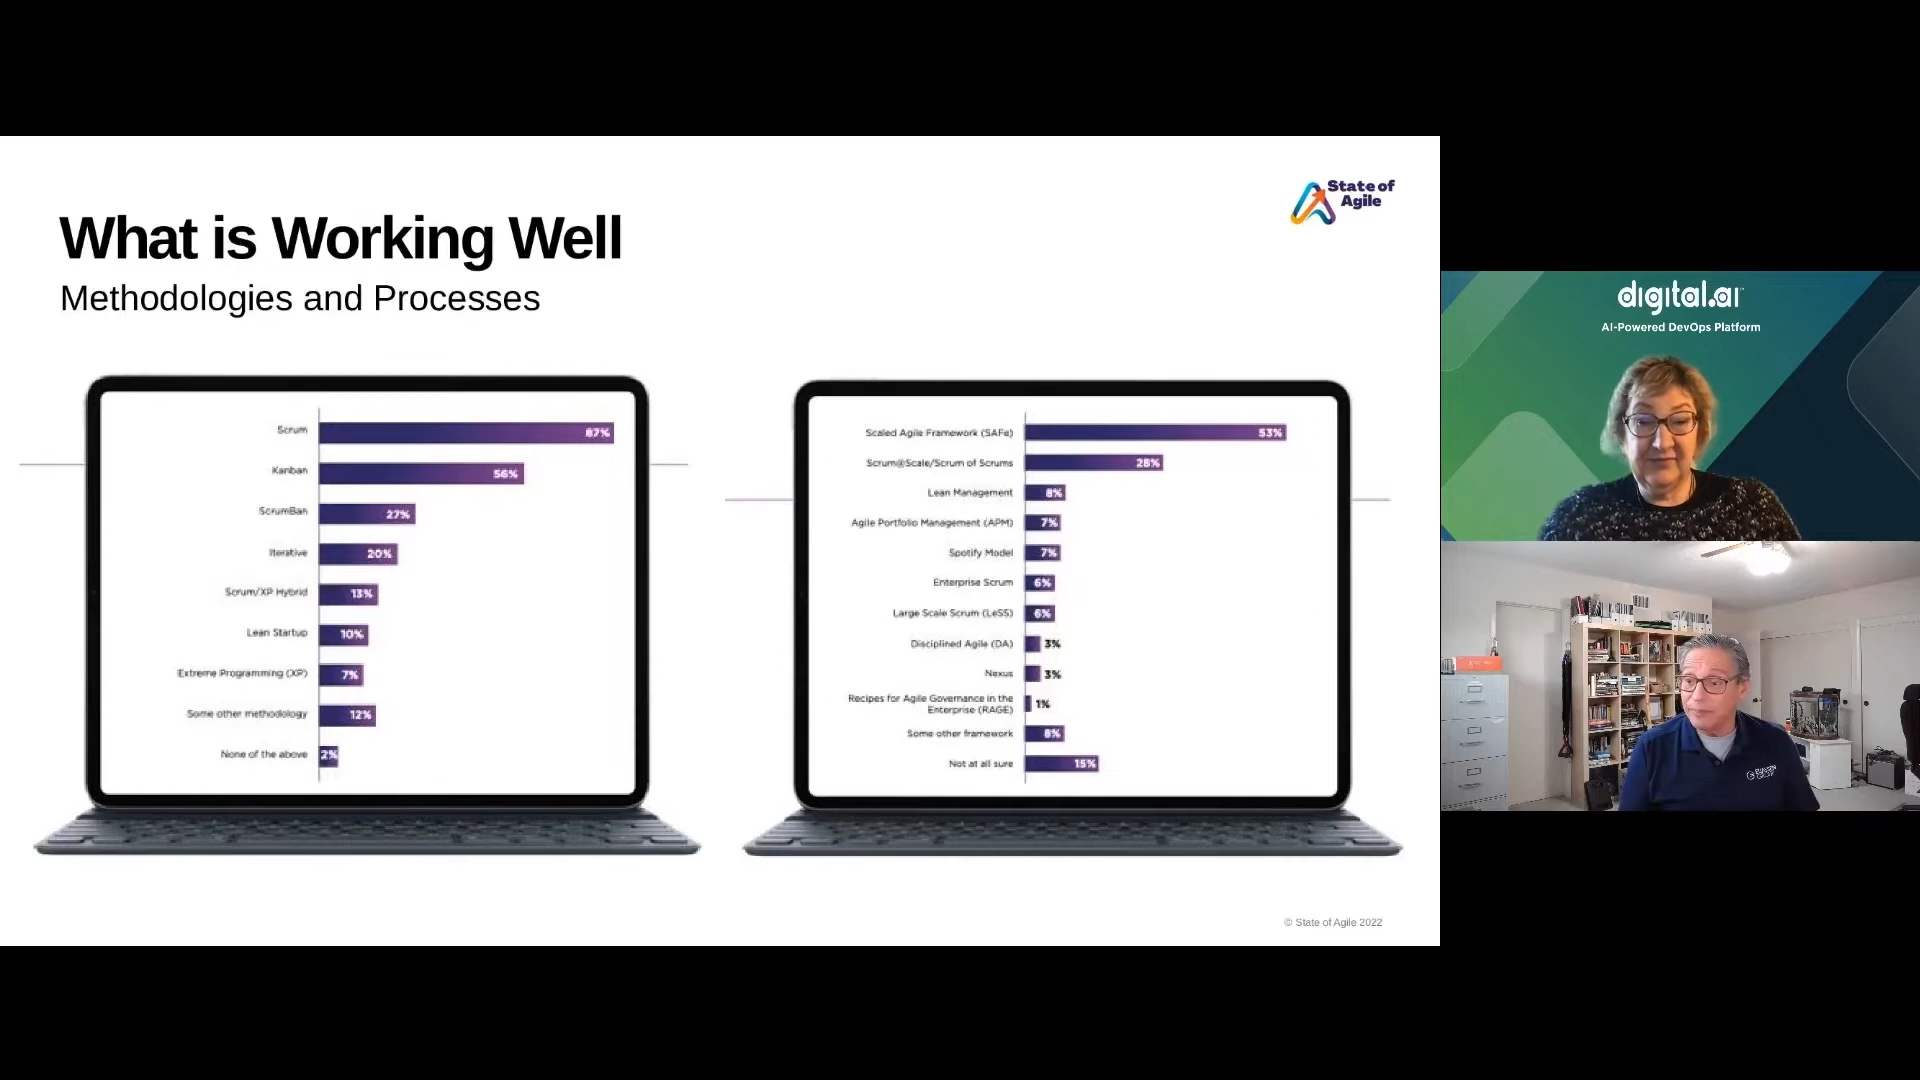 What is Working Well
Methodologies and Processes
State of
Agile
Scrum 87%
Kanban 56%
ScrumBan 27%
Iterative 20%
Scrum/XP Hybrid 13%
Lean Startup 10%
Extreme Programming (XP) 7%
Some other methodology 12%
None of the above 2%
Scaled Agile Framework (SAFe) 53%
Scrum@Scale/Scrum of Scrums 28%
Lean Management 8%
Agile Portfolio Management (APM) 7%
Spotify Model 7%
Enterprise Scrum 6%
Large Scale Scrum (LeSS) 6%
Disciplined Agile (DA) 3%
Nexus 3%
Recipes for Agile Governance in the
Enterprise (RAGE) 1%
Some other framework 8%
Not at all sure 15%
© State of Agile 2022
digital.ai
AI-Powered DevOps Platform